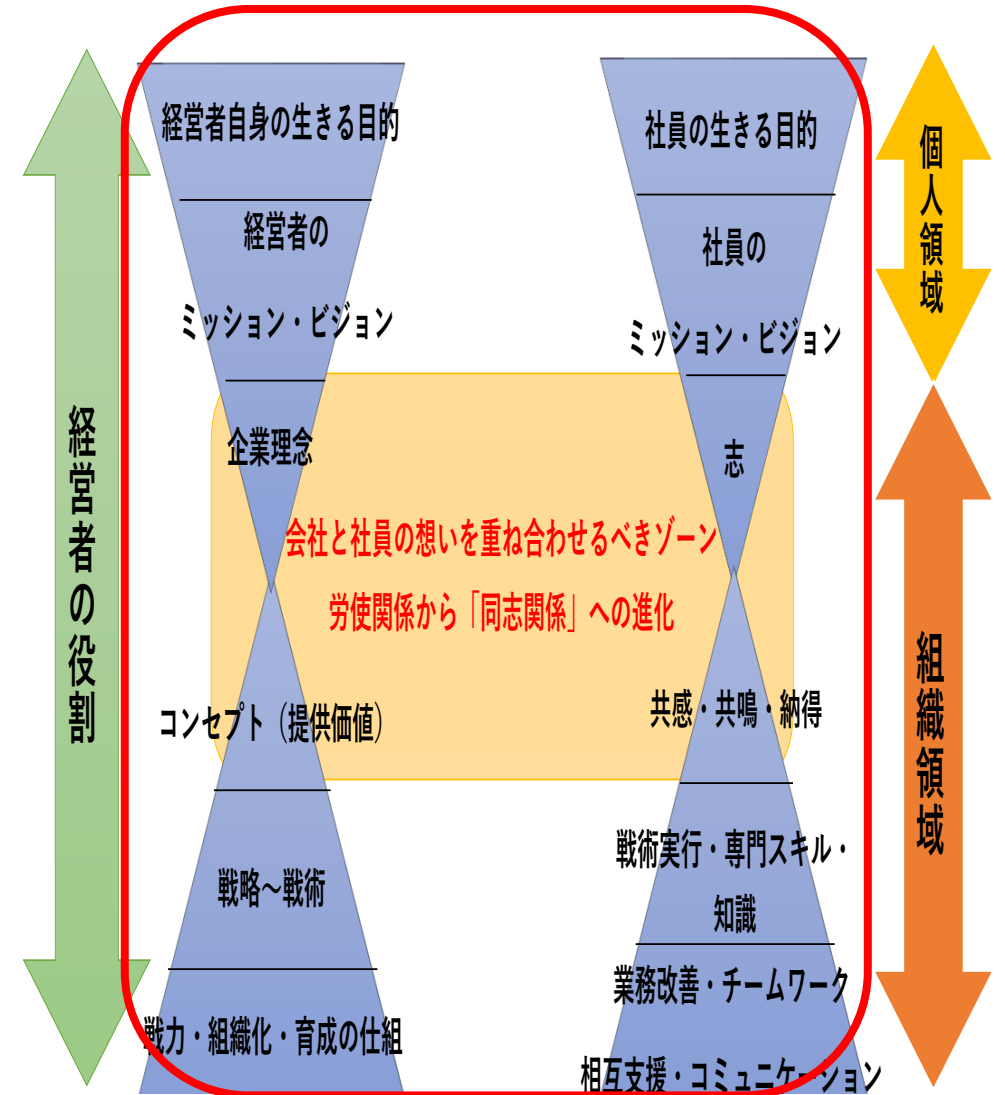 経営者の役割
経営者自身の生きる目的
経営者の
ミッション・ビジョン
企業理念
コンセプト（提供価値）
戦略～戦術
戦力・組織化・育成の仕組
会社と社員の想いを重ね合わせるべきゾーン
労使関係から「同志関係」への進化
社員の生きる目的
社員の
ミッション・ビジョン
志
共感・共鳴・納得
戦術実行・専門スキル・
知識
業務改善・チームワーク
相互支援・コミュニケーション
個人領域
組織領域